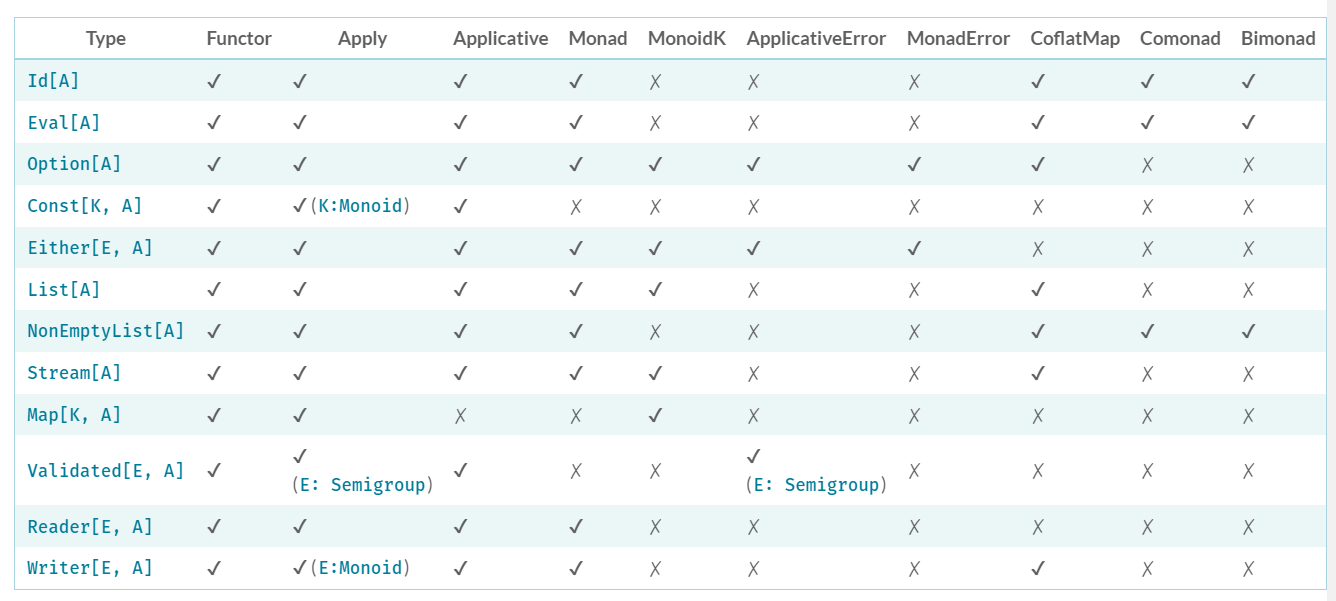 Type Functor Apply Applicative Monad MonoidK ApplicativeError MonadError CoflatMap Comonad Bimonad
Id[A] ✓ ✓ ✓ ✓ ✗ ✗ ✗ ✓ ✓ ✓
Eval[A] ✓ ✓ ✓ ✓ ✗ ✗ ✗ ✓ ✓ ✓
Option[A] ✓ ✓ ✓ ✓ ✓ ✓ ✓ ✓ ✗ ✗
Const[K, A] ✓ ✓(K:Monoid) ✓ ✗ ✗ ✗ ✗ ✗ ✗ ✗
Either[E, A] ✓ ✓ ✓ ✓ ✓ ✓ ✓ ✗ ✗ ✗
List[A] ✓ ✓ ✓ ✓ ✓ ✗ ✗ ✓ ✗ ✗
NonEmptyList[A] ✓ ✓ ✓ ✓ ✗ ✗ ✗ ✓ ✓ ✓
Stream[A] ✓ ✓ ✓ ✓ ✓ ✗ ✗ ✓ ✗ ✗
Map[K, A] ✓ ✓ ✗ ✗ ✓ ✗ ✗ ✗ ✗ ✗
Validated[E, A] ✓ ✓ (E: Semigroup) ✓ ✗ ✗ ✓ (E: Semigroup) ✗ ✗ ✗ ✗
Reader[E, A] ✓ ✓ ✓ ✓ ✗ ✗ ✗ ✗ ✗ ✗
Writer[E, A] ✓ ✓(E:Monoid) ✓ ✓ ✗ ✗ ✗ ✓ ✗ ✗